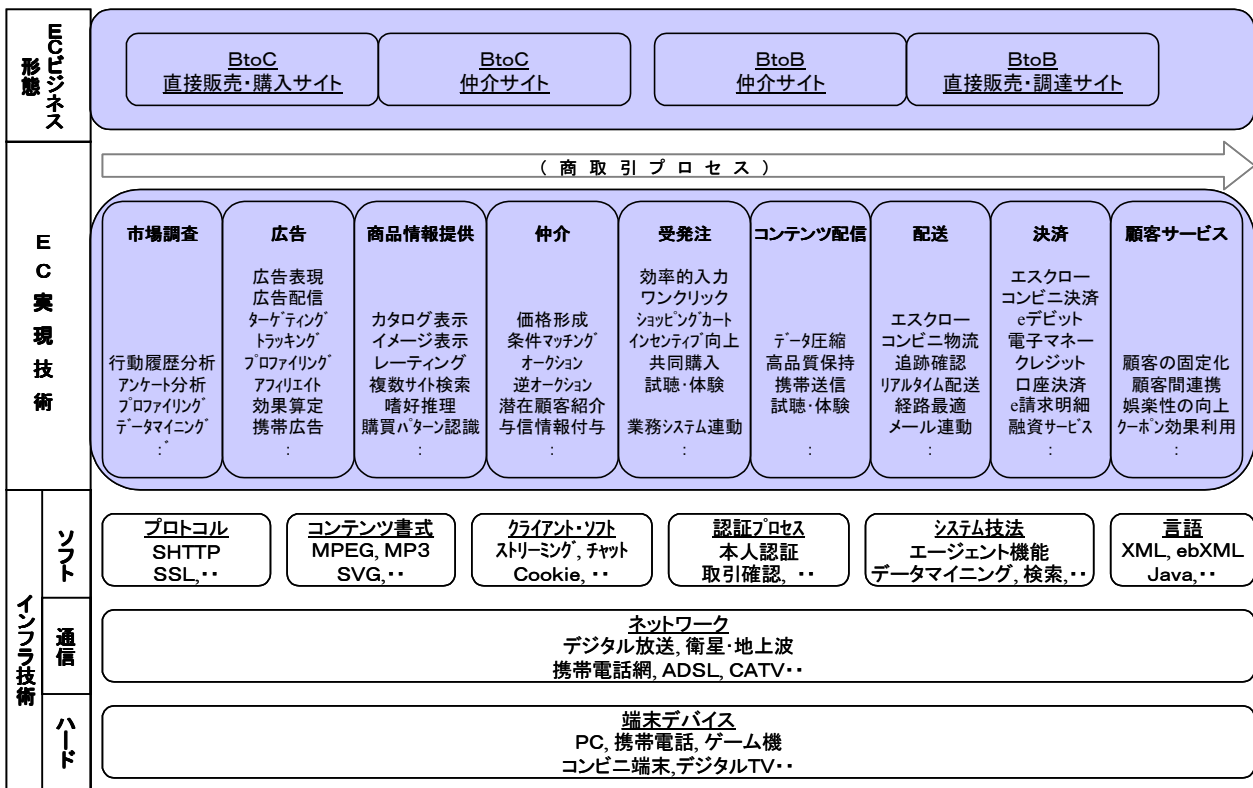 ECビジネス
形態
BtoC
直接販売・購入サイト
BtoC
仲介サイト
BtoB
仲介サイト
BtoB
直接販売・調達サイト
EC実現技術
（商取引プロセス）
市場調査
行動履歴分析
アンケート分析
プロファイリング
データマイニング
：
広告
広告表現
広告配信
ターゲティング
トラッキング
プロファイリング
アフィリエイト
効果算定
携帯広告
：
商品情報提供
カタログ表示
イメージ表示
レーティング
複数サイト検索
嗜好推理
購買パターン認識
：
仲介
価格形成
条件マッチング
オークション
逆オークション
潜在顧客紹介
与信情報付与
：
受発注
効率的入力
ワンクリック
ショッピングカート
インセンティブ向上
共同購入
試聴・体験
業務システム連動
：
コンテンツ配信
データ圧縮
高品質保持
携帯送信
試聴・体験
：
配送
エスクロー
コンビニ物流
追跡確認
リアルタイム配送
経路最適
メール連動
：
決済
エスクロー
コンビニ決済
eデビット
電子マネー
クレジット
口座決済
e請求明細
融資サービス
：
顧客サービス
顧客の固定化
顧客間連携
娯楽性の向上
クーポン効果利用
：
インフラ技術
ソフト
プロトコル
SHTTP
SSL,・・
コンテンツ書式
MPEG, MP3
SVG,・・
クライアント・ソフト
ストリーミング, チャット
Cookie, ・・
認証プロセス
本人認証
取引確認, ・・
システム技法
エージェント機能
データマイニング, 検索,・・
言語
XML, ebXML
Java,・・
通信
ネットワーク
デジタル放送, 衛星・地上波
携帯電話網, ADSL, CATV・・
ハード
端末デバイス
PC, 携帯電話, ゲーム機
コンビニ端末,デジタルTV・・